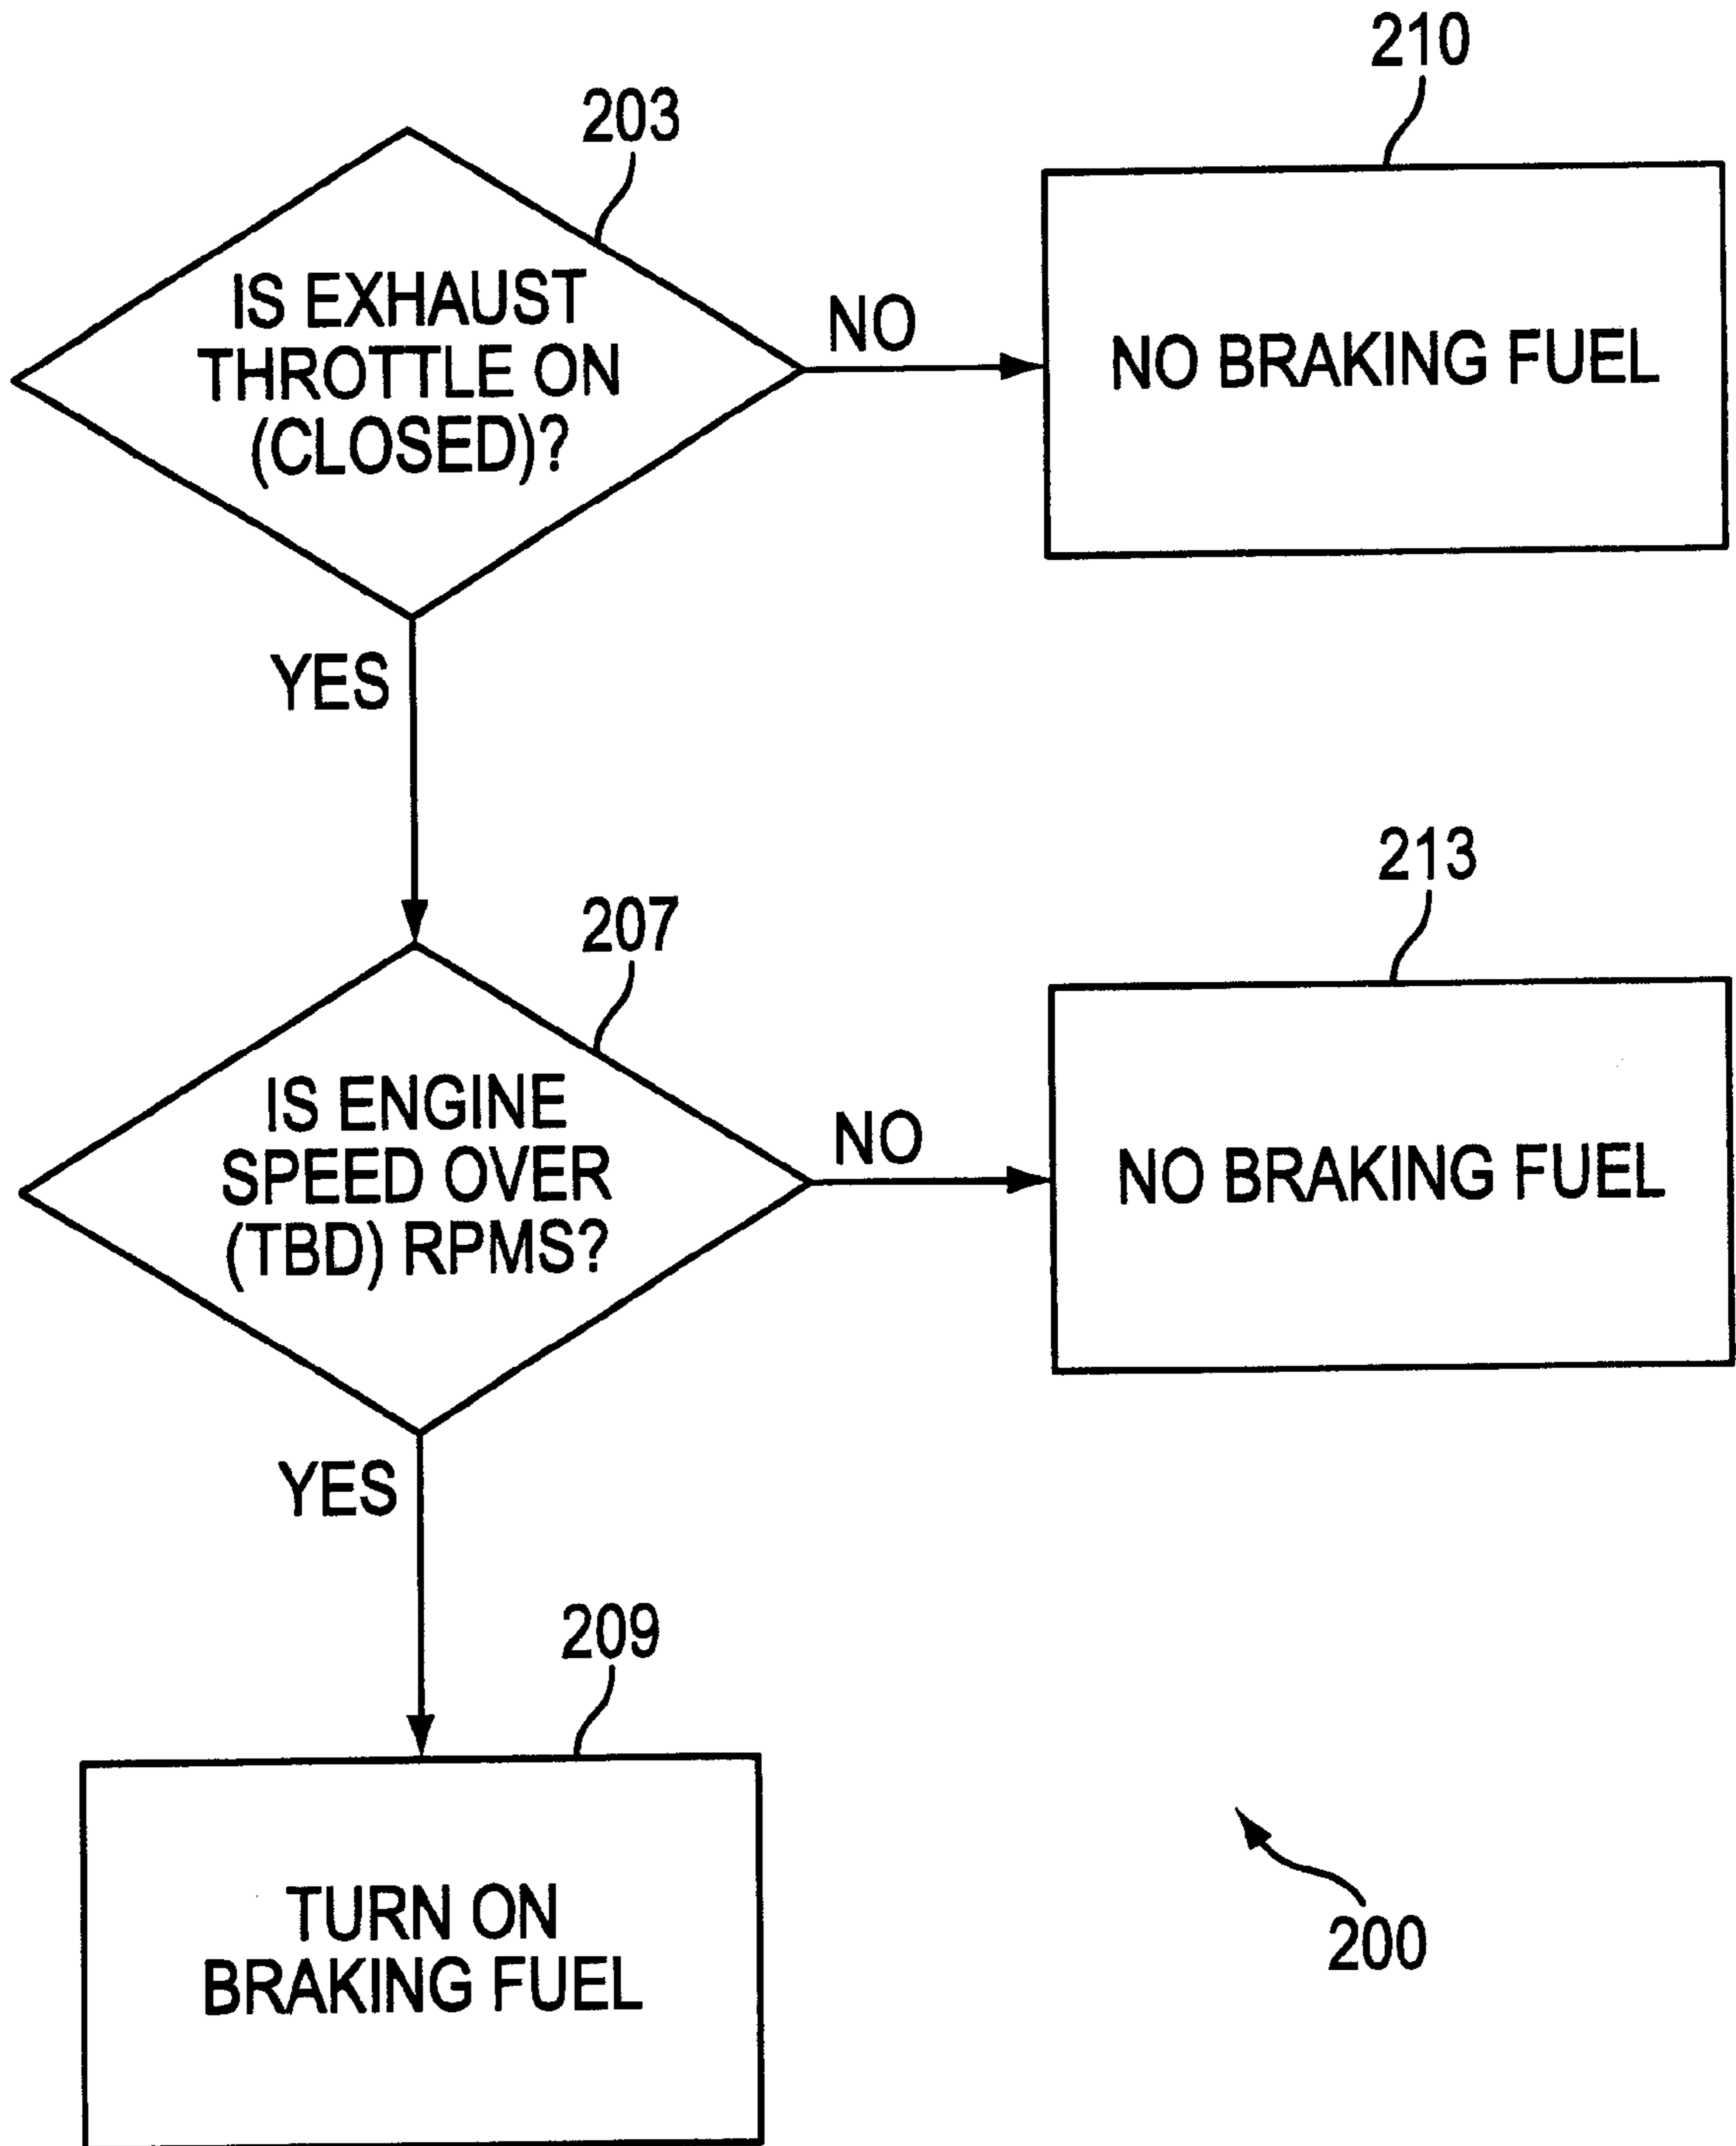 210
203
IS EXHAUST
THROTTLE ON
(CLOSED)?
NO
NO BRAKING FUEL
YES
213
207
IS ENGINE
SPEED OVER
(TBD) RPMS?
NO
NO BRAKING FUEL
YES
209
TURN ON
BRAKING FUEL
200